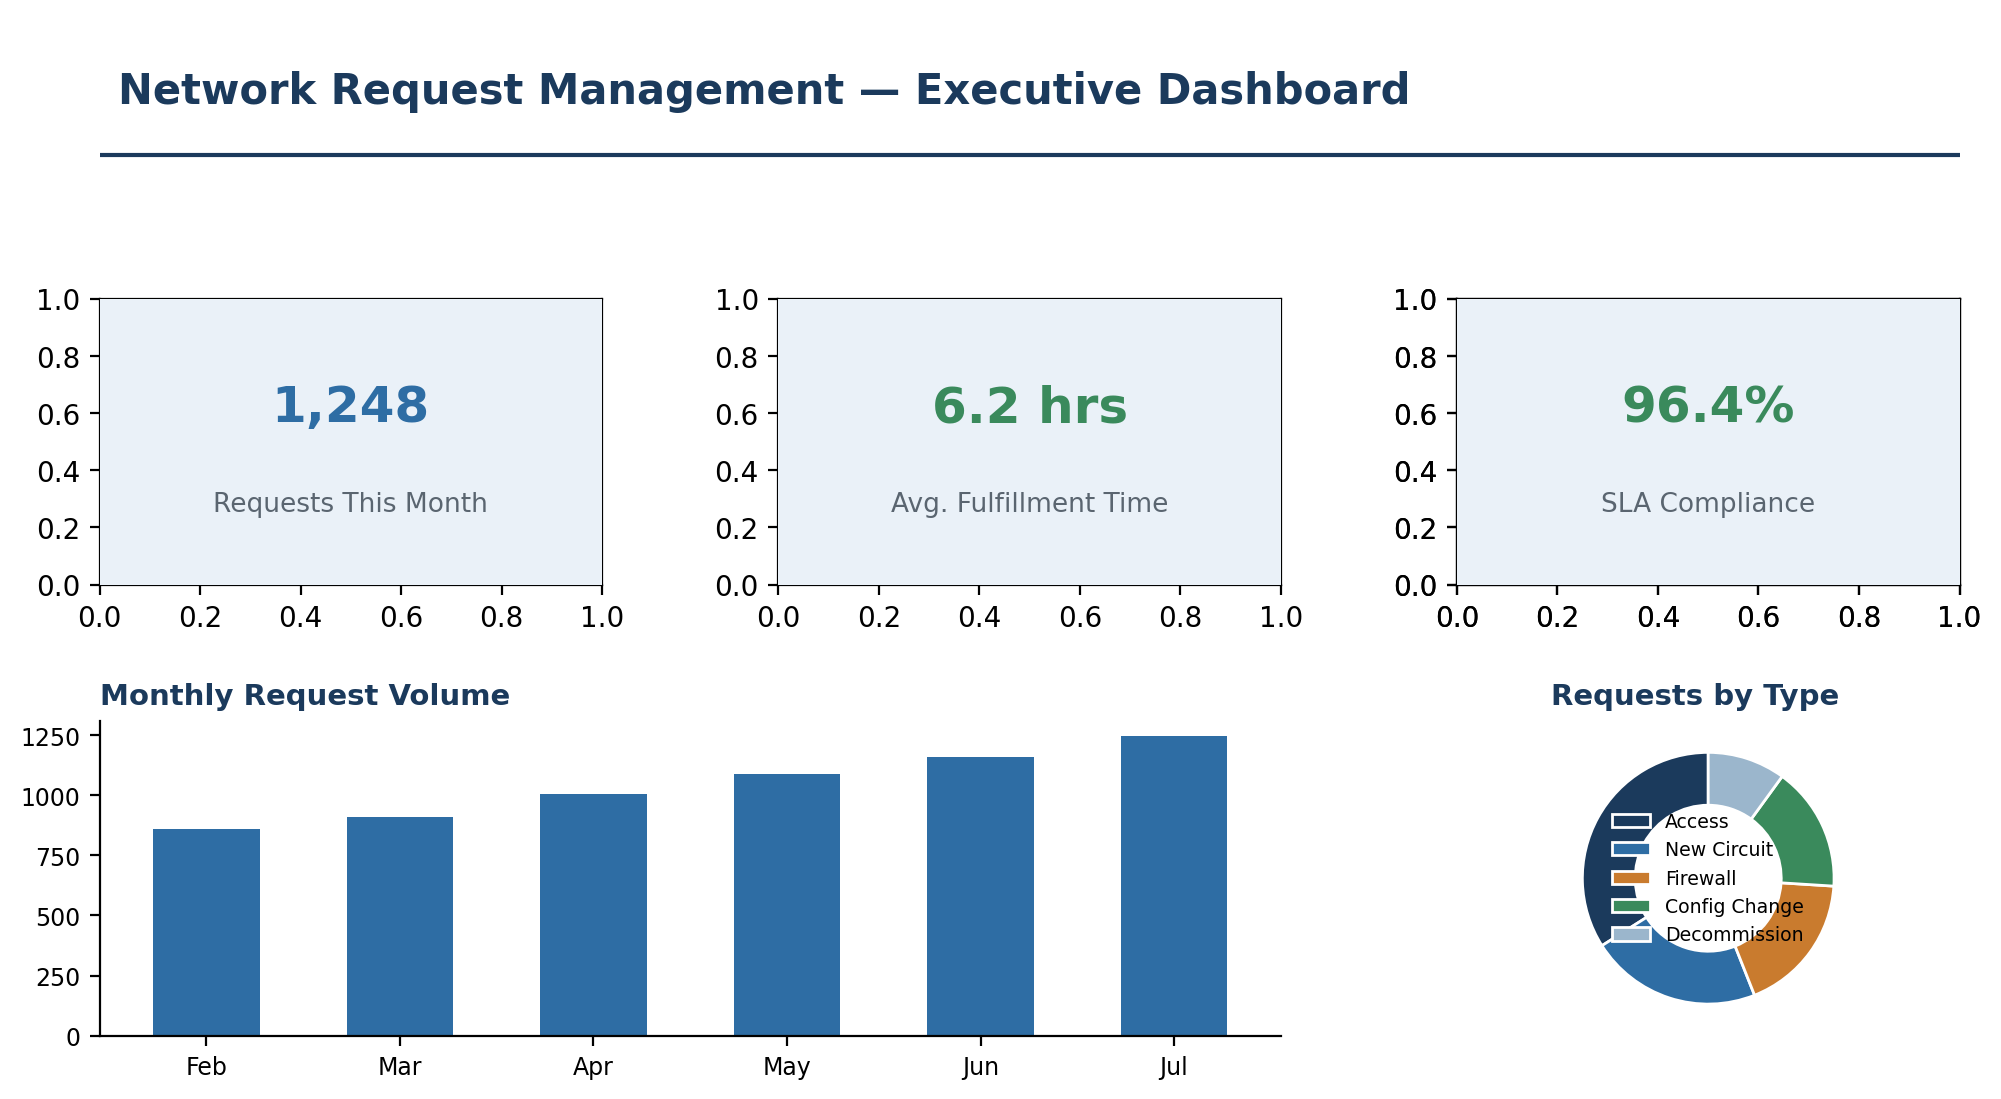 Network Request Management — Executive Dashboard
1.0
0.8
0.6
0.4
0.2
0.0
1,248
Requests This Month
0.0 0.2 0.4 0.6 0.8 1.0
1.0
0.8
0.6
0.4
0.2
0.0
6.2 hrs
Avg. Fulfillment Time
0.0 0.2 0.4 0.6 0.8 1.0
1.0
0.8
0.6
0.4
0.2
0.0
96.4%
SLA Compliance
0.0 0.2 0.4 0.6 0.8 1.0
Monthly Request Volume
1250
1000
750
500
250
0
Feb Mar Apr May Jun Jul
Requests by Type
Access
New Circuit
Firewall
Config Change
Decommission